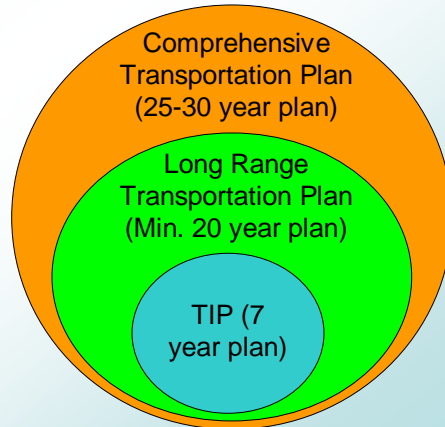 Comprehensive
Transportation Plan
(25-30 year plan)
Long Range
Transportation Plan
(Min. 20 year plan)
TIP (7
year plan)